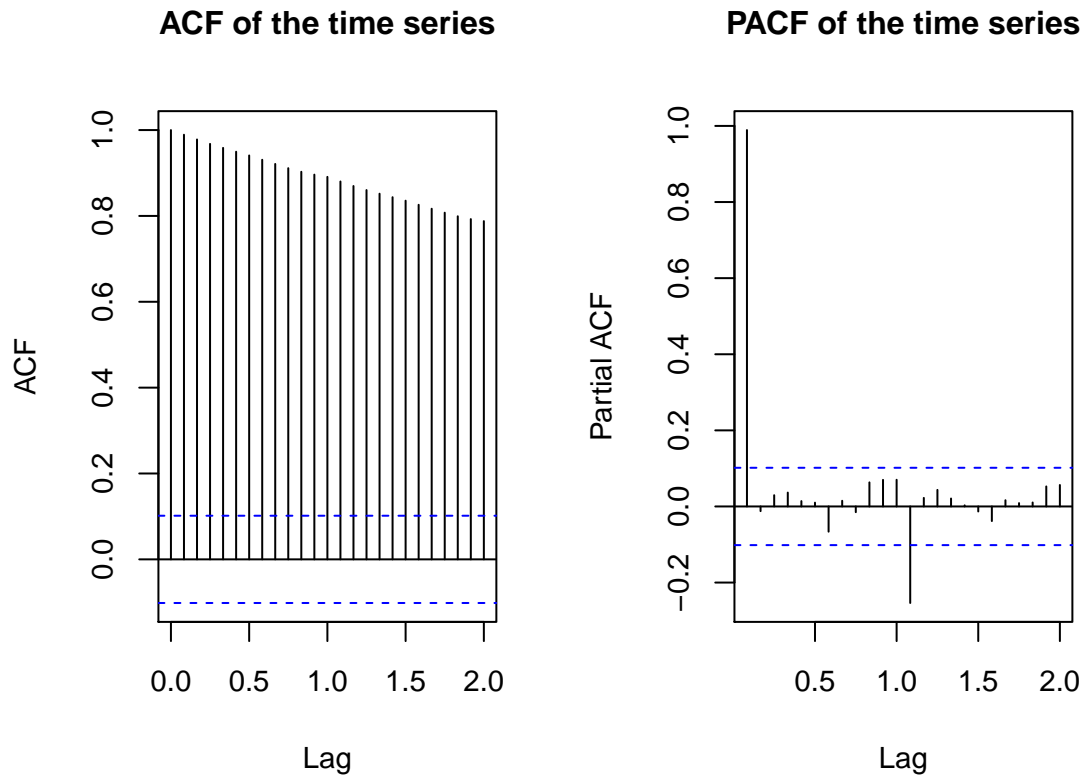 ACF of the time series
ACF
0.0 0.2 0.4 0.6 0.8 1.0
0.0 0.5 1.0 1.5 2.0
Lag
PACF of the time series
Partial ACF
−0.2 0.0 0.2 0.4 0.6 0.8 1.0
0.5 1.0 1.5 2.0
Lag